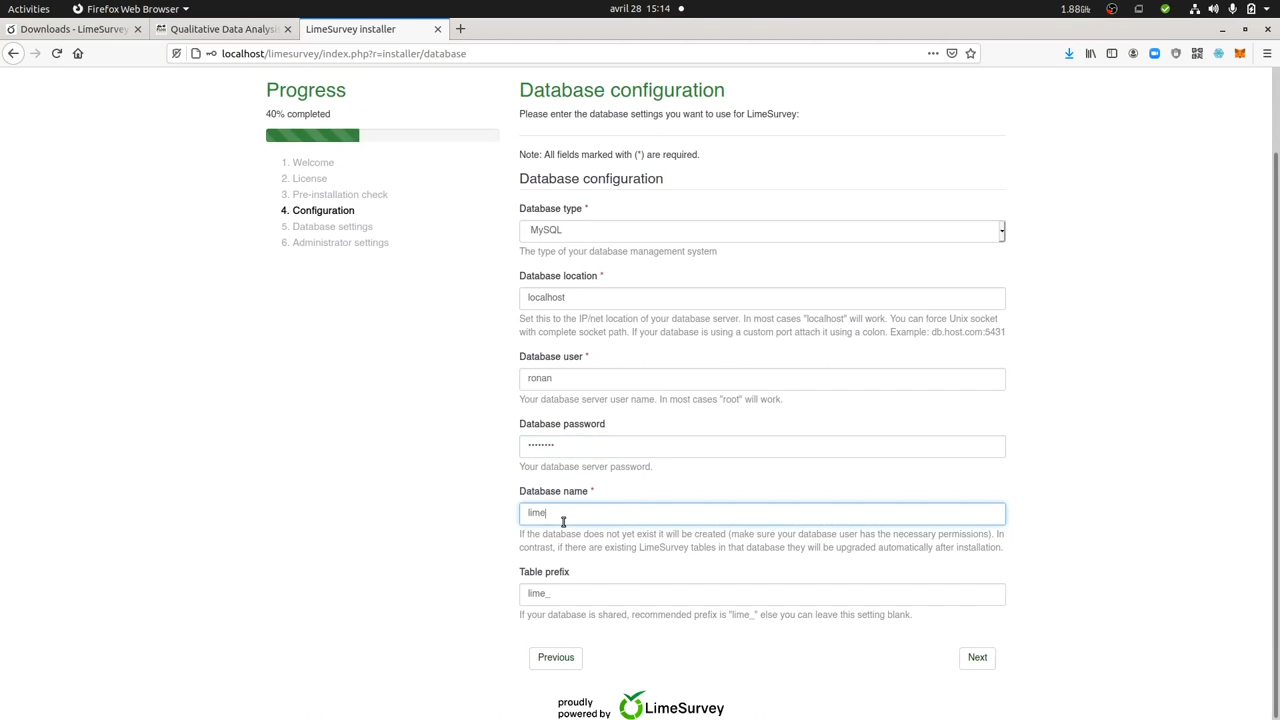 Activities
Firefox Web Browser
avril 28 15:14
1.88GHz
Downloads - LimeSurvey
Qualitative Data Analysis
LimeSurvey installer
localhost/limesurvey/index.php?r=installer/database
Progress
40% completed
1. Welcome
2. License
3. Pre-installation check
4. Configuration
5. Database settings
6. Administrator settings
Database configuration
Please enter the database settings you want to use for LimeSurvey:
Note: All fields marked with (*) are required.
Database configuration
Database type *
MySQL
The type of your database management system
Database location *
localhost
Set this to the IP/net location of your database server. In most cases "localhost" will work. You can force Unix socket
with complete socket path. If your database is using a custom port attach it using a colon. Example: db.host.com:5431
Database user *
ronan
Your database server user name. In most cases "root" will work.
Database password
••••••••
Your database server password.
Database name *
lime
If the database does not yet exist it will be created (make sure your database user has the necessary permissions). In
contrast, if there are existing LimeSurvey tables in that database they will be upgraded automatically after installation.
Table prefix
lime_
If your database is shared, recommended prefix is "lime_" else you can leave this setting blank.
Previous
Next
proudly
powered by
LimeSurvey